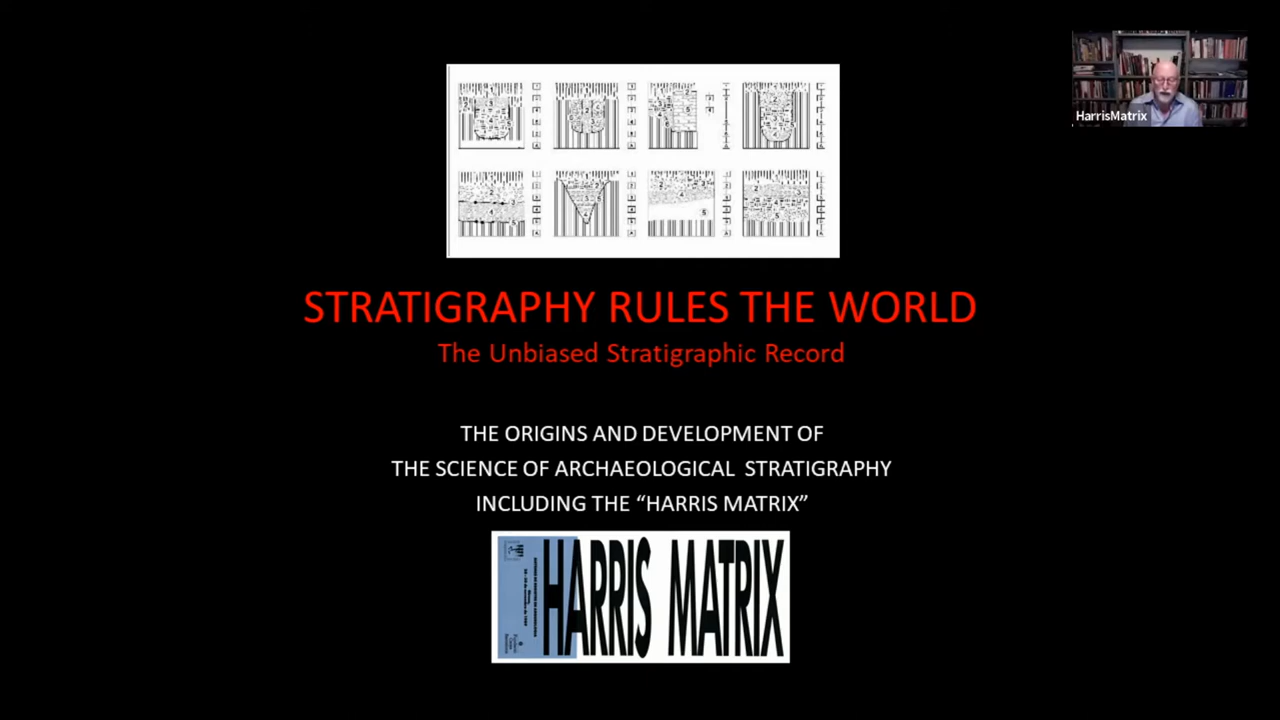 HarrisMatrix
STRATIGRAPHY RULES THE WORLD
The Unbiased Stratigraphic Record
THE ORIGINS AND DEVELOPMENT OF
THE SCIENCE OF ARCHAEOLOGICAL STRATIGRAPHY
INCLUDING THE “HARRIS MATRIX”
HARRIS MATRIX